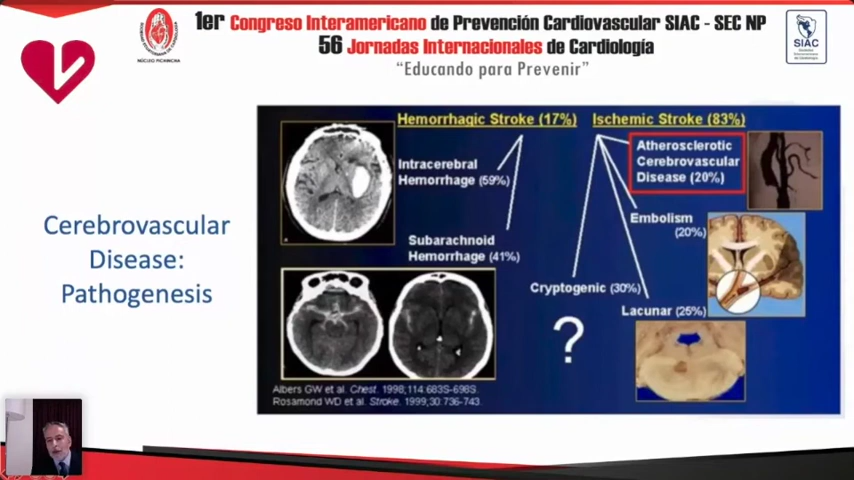 1er Congreso Interamericano de Prevención Cardiovascular SIAC - SEC NP
56 Jornadas Internacionales de Cardiología
“Educando para Prevenir”
NÚCLEO PICHINCHA
SIAC
Cerebrovascular
Disease:
Pathogenesis
Hemorrhagic Stroke (17%)
Intracerebral
Hemorrhage (59%)
Subarachnoid
Hemorrhage (41%)
Ischemic Stroke (83%)
Atherosclerotic
Cerebrovascular
Disease (20%)
Embolism
(20%)
Cryptogenic (30%)
Lacunar (25%)
?
Albers GW et al. Chest. 1998;114:683S-698S.
Rosamond WD et al. Stroke. 1999;30:736-743.